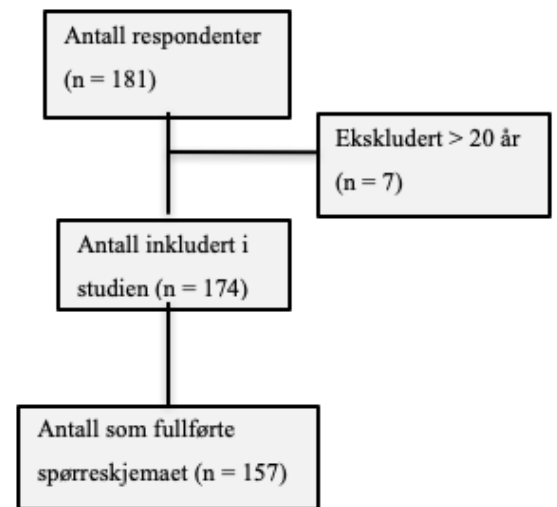 Antall respondenter
(n = 181)
Ekskludert > 20 år
(n = 7)
Antall inkludert i
studien (n = 174)
Antall som fullførte
spørreskjemaet (n = 157)